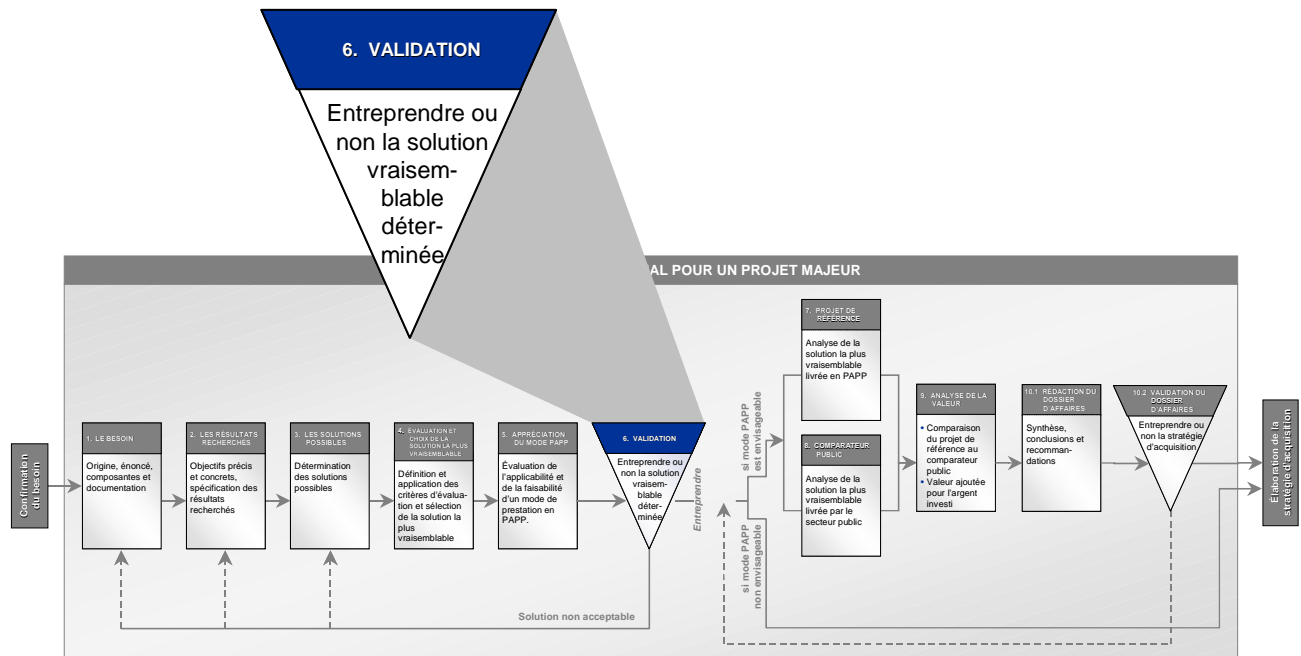 6. VALIDATION
Entreprendre ou
non la solution
vraisem-
blable
déter-
minée
AL POUR UN PROJET MAJEUR
Confirmation
du besoin
1. LE BESOIN
Origine, énoncé,
composantes et
documentation
2. LES RÉSULTATS
RECHERCHÉS
Objectifs précis
et concrets,
spécification des
résultats
recherchés
3. LES SOLUTIONS
POSSIBLES
Détermination
des solutions
possibles
4. ÉVALUATION ET
CHOIX DE LA
SOLUTION LA PLUS
VRAISEMBLABLE
Définition et
application des
critères d'évalua-
tion et sélection
de la solution la
plus
vraisemblable
5. APPRÉCIATION
DU MODE PAPP
Évaluation de
l'applicabilité et
de la faisabilité
d'un mode de
prestation en
PAPP.
6. VALIDATION
Entreprendre ou
non la solution
vraisem-
blable
déter-
minée
Entreprendre
Solution non acceptable
si mode PAPP
est envisageable
si mode PAPP
non envisageable
7. PROJET DE
RÉFÉRENCE
Analyse de la
solution la plus
vraisemblable
livrée en PAPP
8. COMPARATEUR
PUBLIC
Analyse de la
solution la plus
vraisemblable
livrée par le
secteur public
9. ANALYSE DE LA
VALEUR
• Comparaison
du projet de
référence au
comparateur
public
• Valeur ajoutée
pour l'argent
investi
10.1 RÉDACTION DU
DOSSIER
D'AFFAIRES
Synthèse,
conclusions et
recomman-
dations
10.2 VALIDATION DU
DOSSIER
D'AFFAIRES
Entreprendre ou
non la stratégie
d'acquisition
Élaboration de la
stratégie d'acquisition